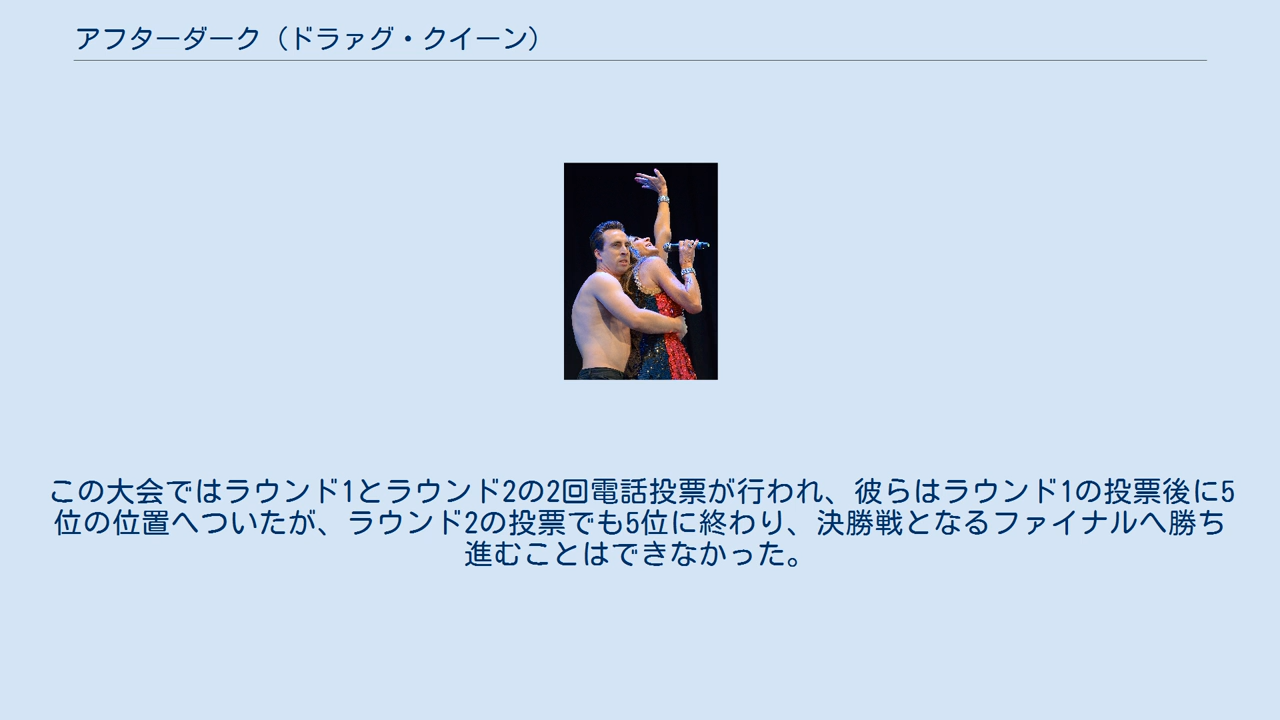 アフターダーク（ドラァグ・クイーン）
この大会ではラウンド1とラウンド2の2回電話投票が行われ、彼らはラウンド1の投票後に5
位の位置へついたが、ラウンド2の投票でも5位に終わり、決勝戦となるファイナルへ勝ち
進むことはできなかった。